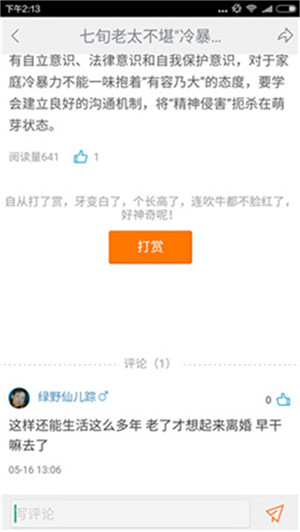 下午2:13
七旬老太不堪"冷暴...
有自立意识、法律意识和自我保护意识，对于家
庭冷暴力不能一味抱着"有容乃大"的态度，要学
会建立良好的沟通机制，将"精神侵害"扼杀在萌
芽状态。
阅读量641 1
自从打了赏，牙变白了，个长高了，连吹牛都不脸红了，
好神奇呢！
打赏
评论（1）
绿野仙儿踪♂ 0
这样还能生活这么多年 老了才想起来离婚 早干
嘛去了
05-16 13:06
写评论